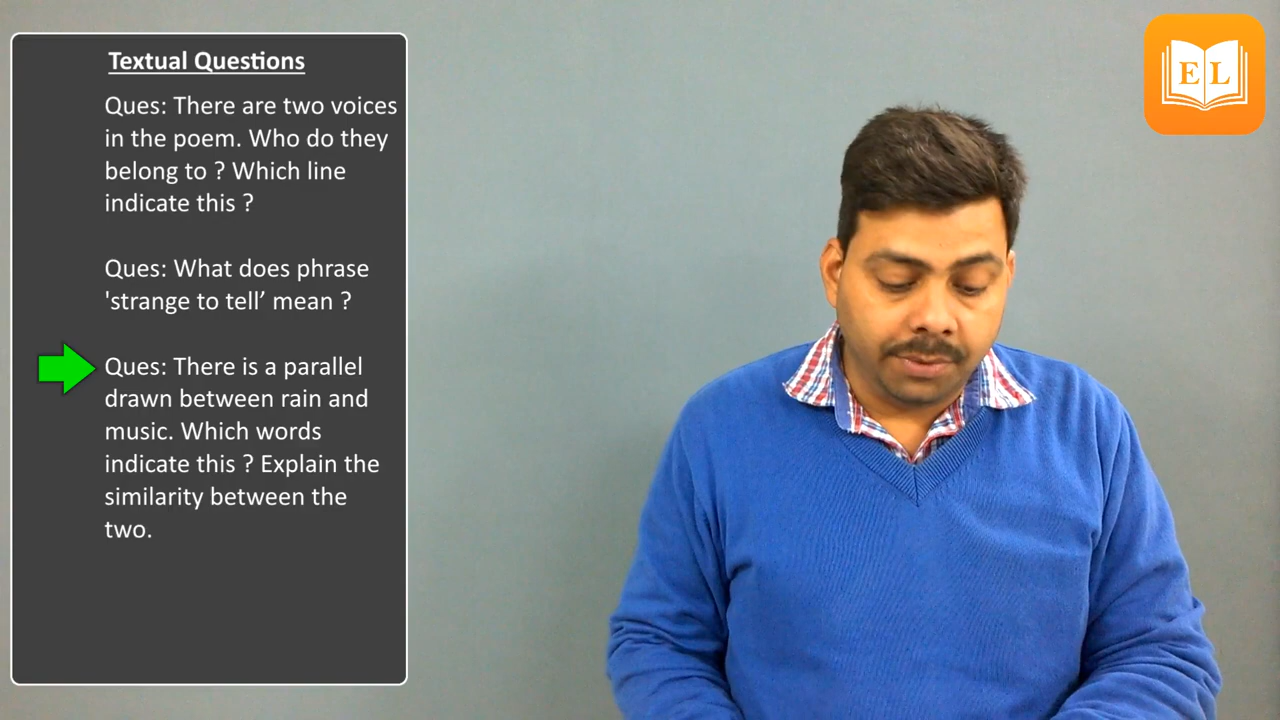 Textual Questions
Ques: There are two voices
in the poem. Who do they
belong to ? Which line
indicate this ?
Ques: What does phrase
'strange to tell’ mean ?
Ques: There is a parallel
drawn between rain and
music. Which words
indicate this ? Explain the
similarity between the
two.
EL